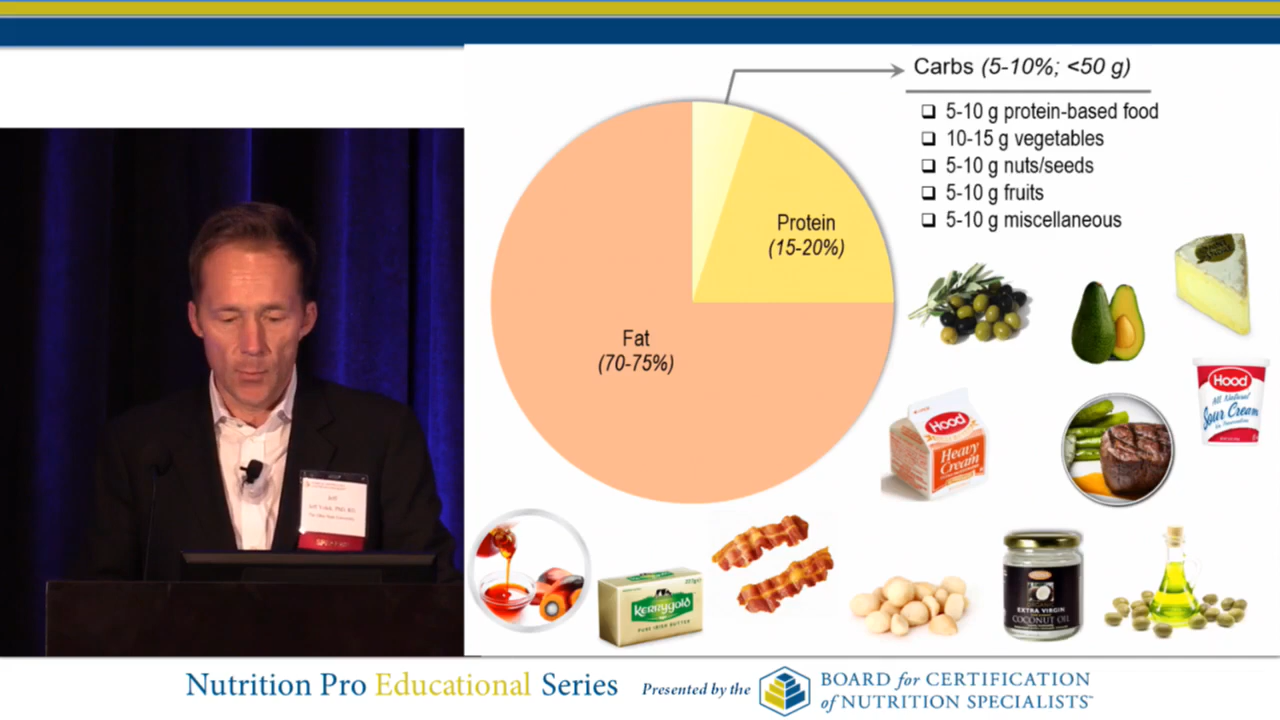 Carbs (5-10%; <50 g)
❑ 5-10 g protein-based food
❑ 10-15 g vegetables
❑ 5-10 g nuts/seeds
❑ 5-10 g fruits
❑ 5-10 g miscellaneous
Protein
(15-20%)
Fat
(70-75%)
Hood
All Natural
Sour Cream
Hood
Heavy
Cream
KERRYGOLD
PURE IRISH BUTTER
EXTRA VIRGIN
COCONUT OIL
Nutrition Pro Educational Series
Presented by the
BOARD for CERTIFICATION
of NUTRITION SPECIALISTS